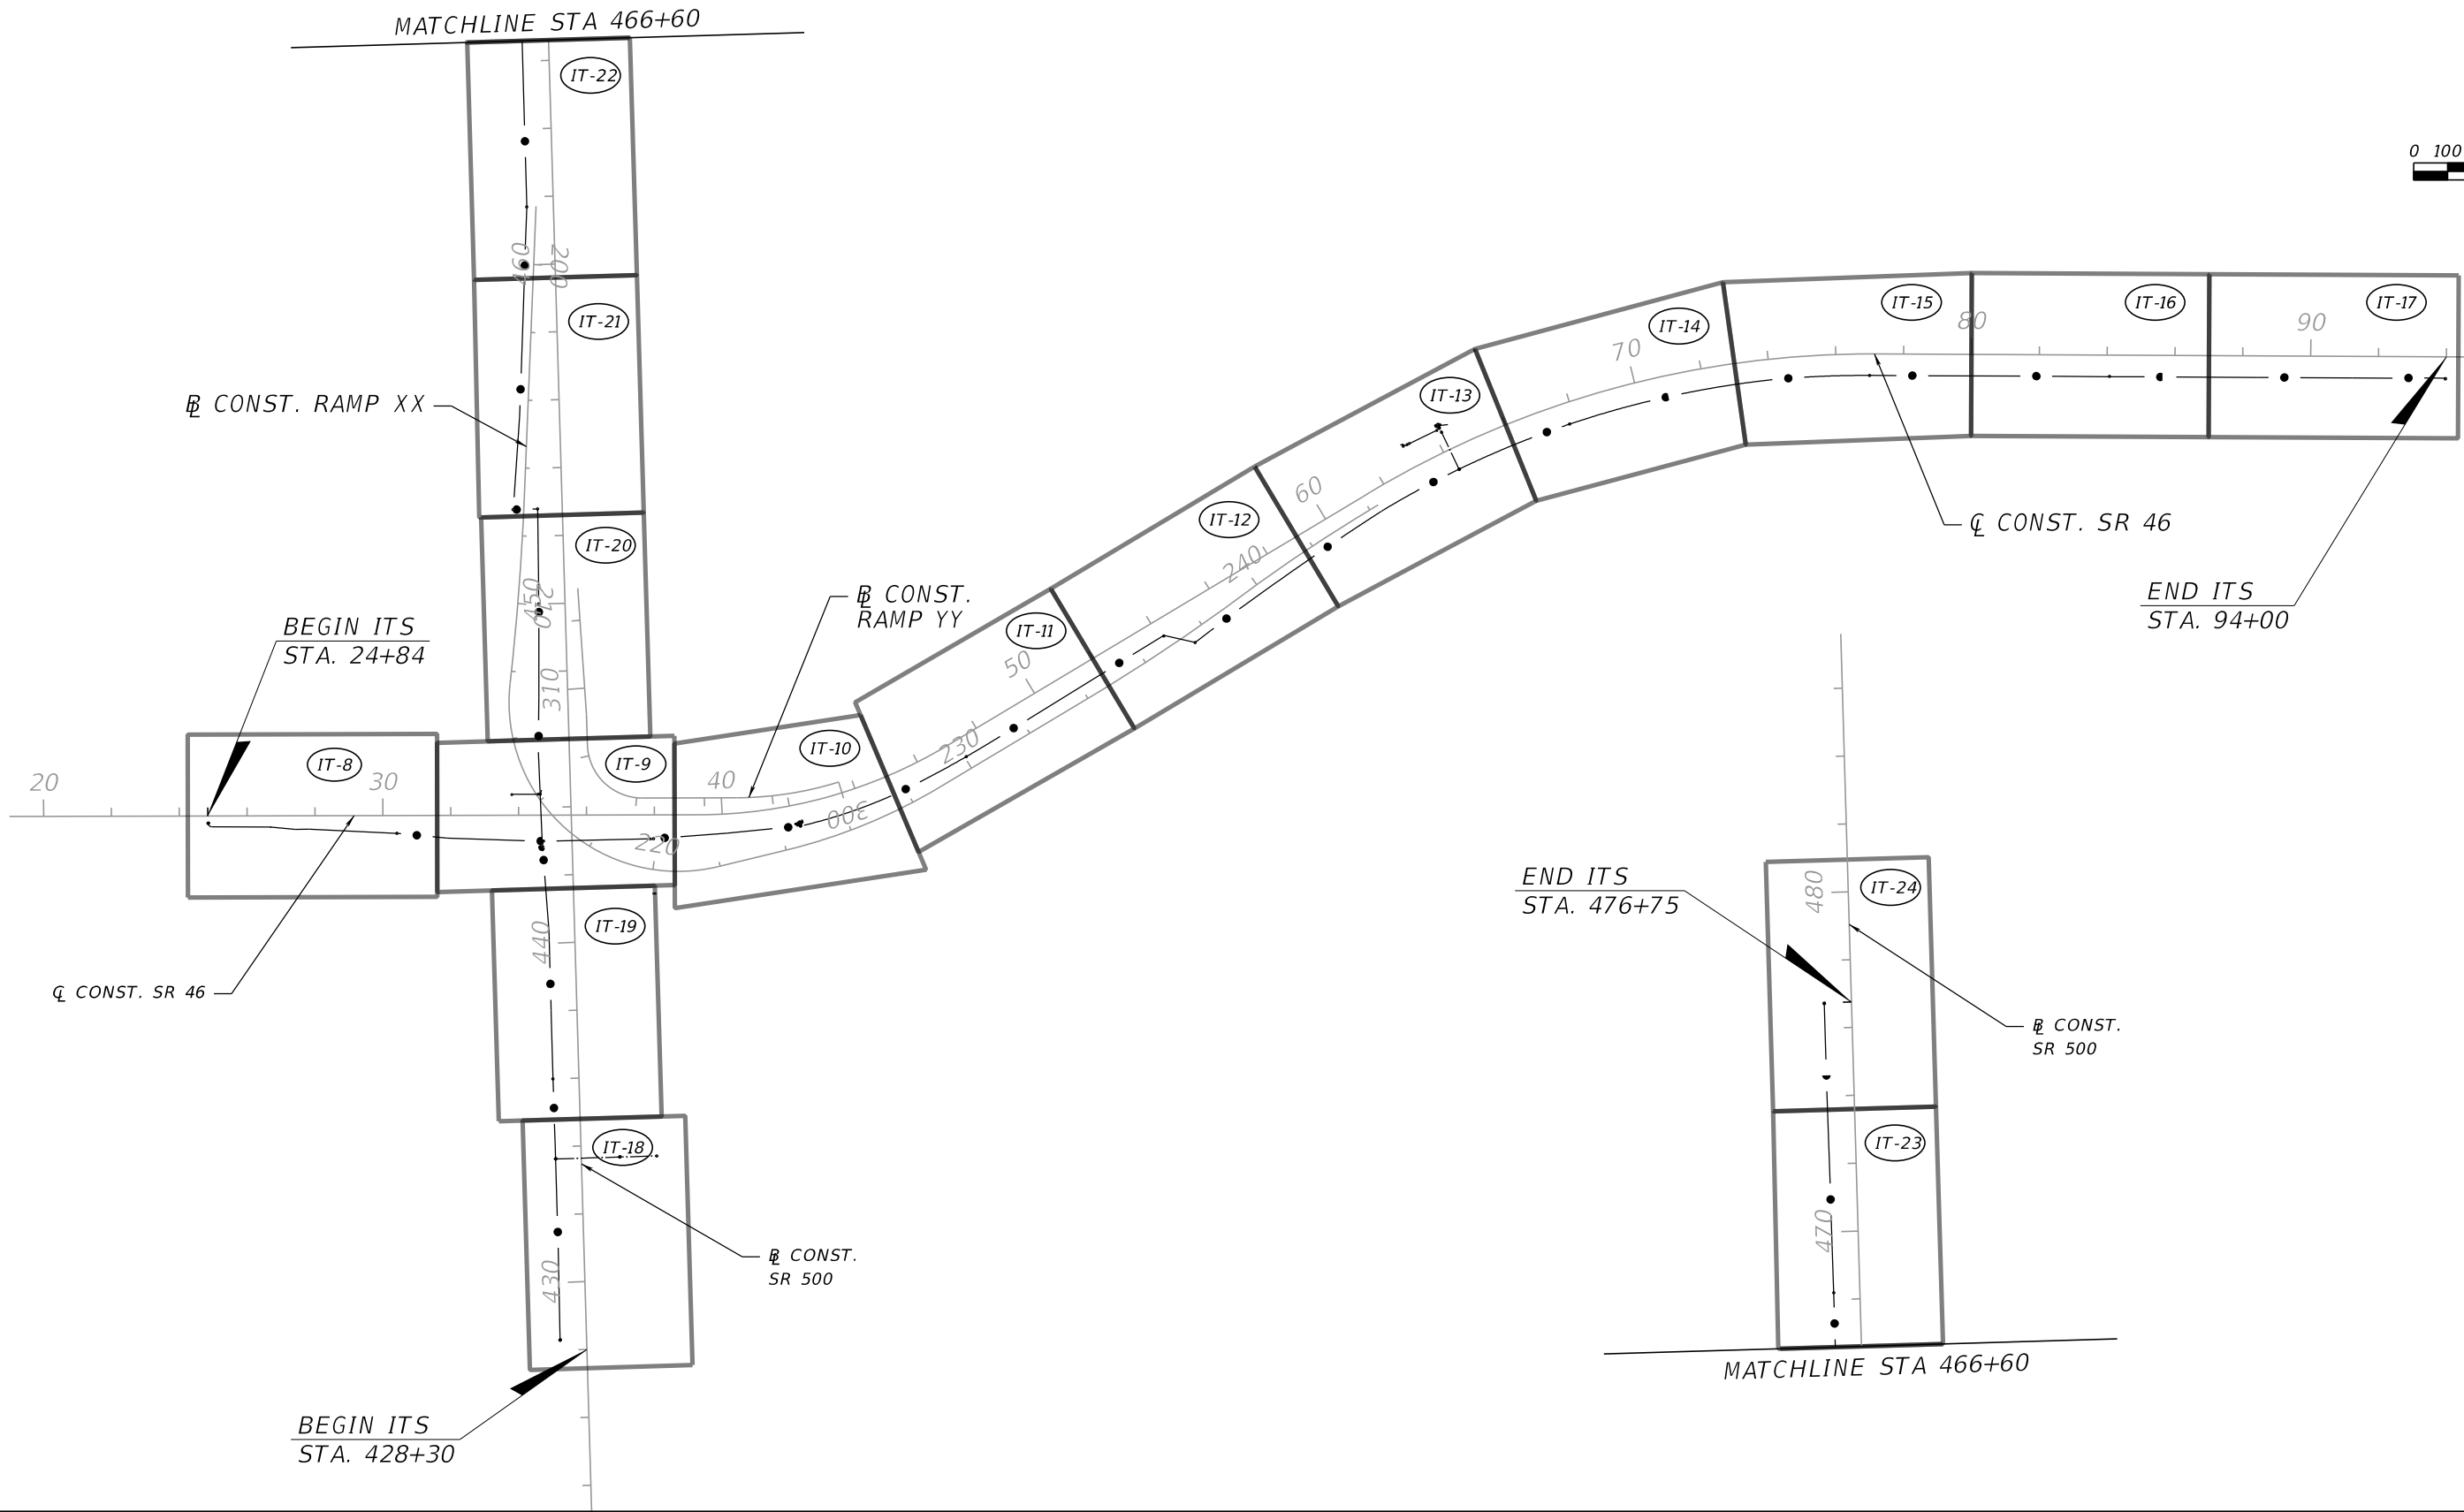 MATCHLINE STA 466+60
IT-22
0 100
460
200
IT-21
IT-15
IT-16
IT-17
80
90
IT-14
70
IT-13
℄ CONST. SR 46
END ITS
STA. 94+00
BL CONST. RAMP XX
IT-20
450
210
310
IT-12
60
240
BL CONST.
RAMP YY
IT-11
50
230
BEGIN ITS
STA. 24+84
20
IT-8
30
IT-9
40
IT-10
300
220
℄ CONST. SR 46
IT-19
440
IT-18
BL CONST.
SR 500
430
BEGIN ITS
STA. 428+30
END ITS
STA. 476+75
480
IT-24
BL CONST.
SR 500
IT-23
470
MATCHLINE STA 466+60